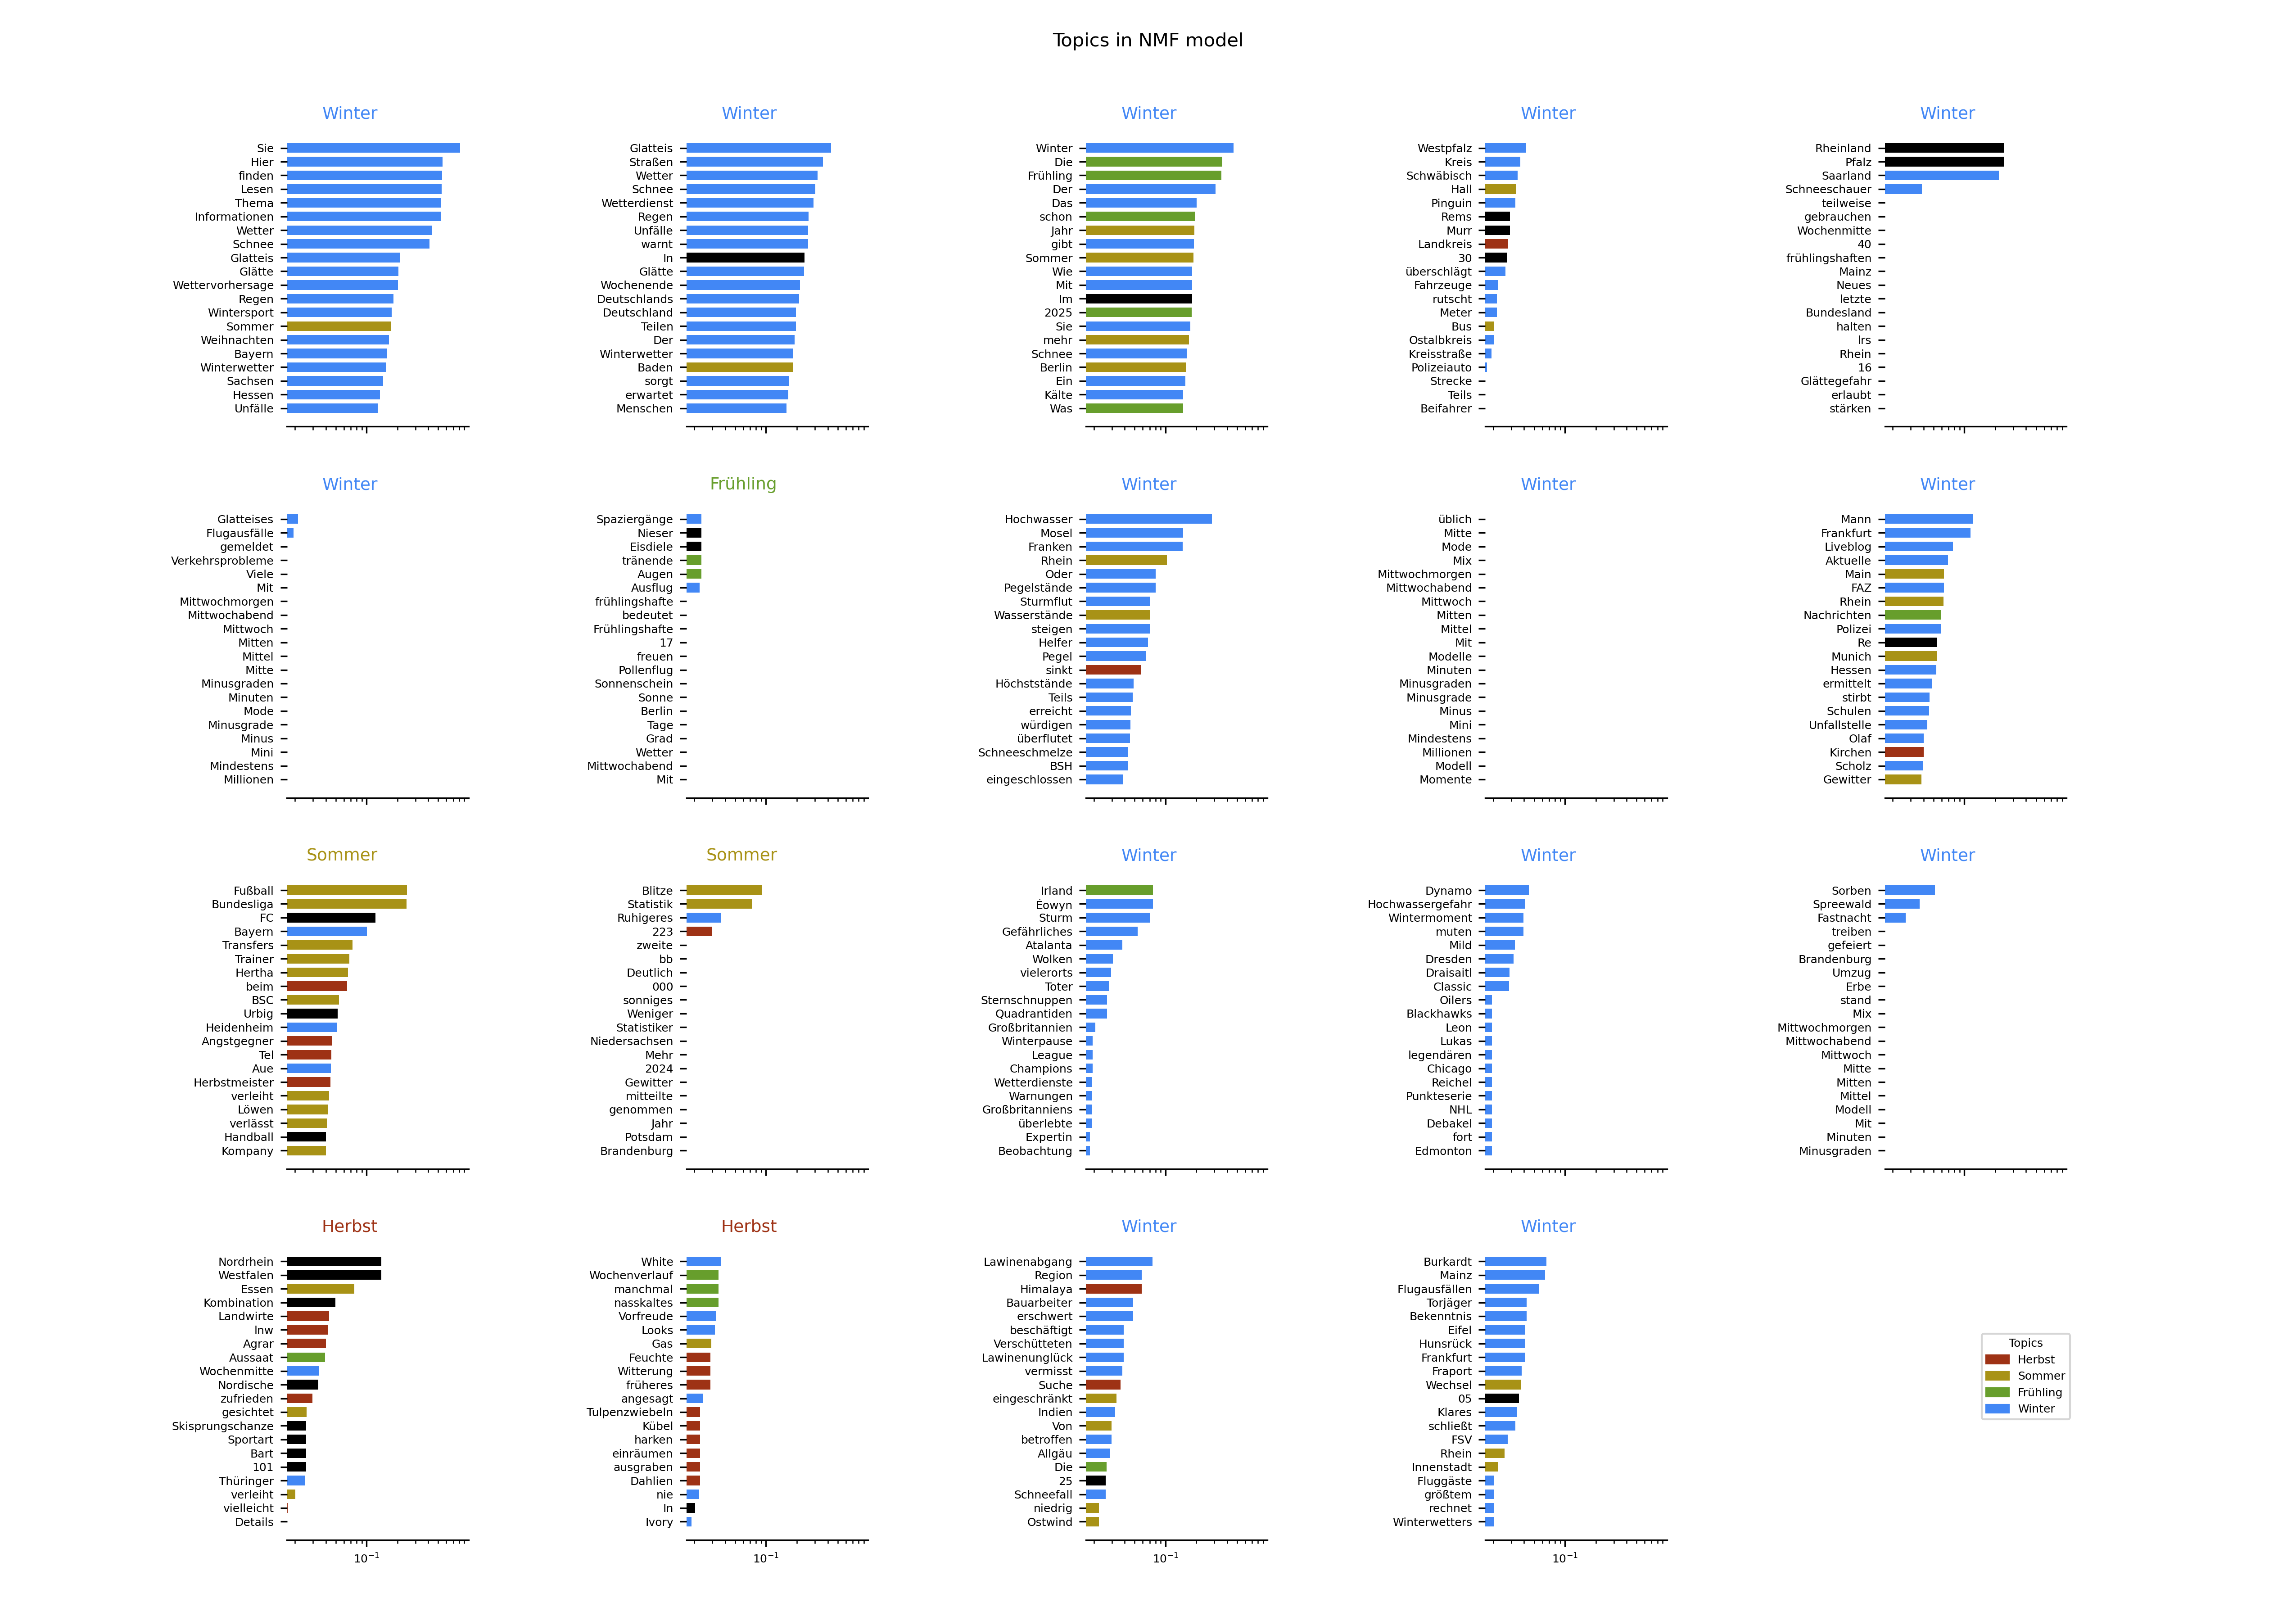 Topics in NMF model
Winter
Sie
Hier
finden
Lesen
Thema
Informationen
Wetter
Schnee
Glatteis
Glätte
Wettervorhersage
Regen
Wintersport
Sommer
Weihnachten
Bayern
Winterwetter
Sachsen
Hessen
Unfälle
Winter
Glatteis
Straßen
Wetter
Schnee
Wetterdienst
Regen
Unfälle
warnt
In
Glätte
Wochenende
Deutschlands
Deutschland
Teilen
Der
Winterwetter
Baden
sorgt
erwartet
Menschen
Winter
Winter
Die
Frühling
Der
Das
schon
Jahr
gibt
Sommer
Wie
Mit
Im
2025
Sie
mehr
Schnee
Berlin
Ein
Kälte
Was
Winter
Westpfalz
Kreis
Schwäbisch
Hall
Pinguin
Rems
Murr
Landkreis
30
überschlägt
Fahrzeuge
rutscht
Meter
Bus
Ostalbkreis
Kreisstraße
Polizeiauto
Strecke
Teils
Beifahrer
Winter
Rheinland
Pfalz
Saarland
Schneeschauer
teilweise
gebrauchen
Wochenmitte
40
frühlingshaften
Mainz
Neues
letzte
Bundesland
halten
lrs
Rhein
16
Glättegefahr
erlaubt
stärken
Winter
Glatteises
Flugausfälle
gemeldet
Verkehrsprobleme
Viele
Mit
Mittwochmorgen
Mittwochabend
Mittwoch
Mitten
Mittel
Mitte
Minusgraden
Minuten
Mode
Minusgrade
Minus
Mini
Mindestens
Millionen
Frühling
Spaziergänge
Nieser
Eisdiele
tränende
Augen
Ausflug
frühlingshafte
bedeutet
Frühlingshafte
17
freuen
Pollenflug
Sonnenschein
Sonne
Berlin
Tage
Grad
Wetter
Mittwochabend
Mit
Winter
Hochwasser
Mosel
Franken
Rhein
Oder
Pegelstände
Sturmflut
Wasserstände
steigen
Helfer
Pegel
sinkt
Höchststände
Teils
erreicht
würdigen
überflutet
Schneeschmelze
BSH
eingeschlossen
Winter
üblich
Mitte
Mode
Mix
Mittwochmorgen
Mittwochabend
Mittwoch
Mitten
Mittel
Mit
Modelle
Minuten
Minusgraden
Minusgrade
Minus
Mini
Mindestens
Millionen
Modell
Momente
Winter
Mann
Frankfurt
Liveblog
Aktuelle
Main
FAZ
Rhein
Nachrichten
Polizei
Re
Munich
Hessen
ermittelt
stirbt
Schulen
Unfallstelle
Olaf
Kirchen
Scholz
Gewitter
Sommer
Fußball
Bundesliga
FC
Bayern
Transfers
Trainer
Hertha
beim
BSC
Urbig
Heidenheim
Angstgegner
Tel
Aue
Herbstmeister
verleiht
Löwen
verlässt
Handball
Kompany
Sommer
Blitze
Statistik
Ruhigeres
223
zweite
bb
Deutlich
000
sonniges
Weniger
Statistiker
Niedersachsen
Mehr
2024
Gewitter
mitteilte
genommen
Jahr
Potsdam
Brandenburg
Winter
Irland
Éowyn
Sturm
Gefährliches
Atalanta
Wolken
vielerorts
Toter
Sternschnuppen
Quadrantiden
Großbritannien
Winterpause
League
Champions
Wetterdienste
Warnungen
Großbritanniens
überlebte
Expertin
Beobachtung
Winter
Dynamo
Hochwassergefahr
Wintermoment
muten
Mild
Dresden
Draisaitl
Classic
Oilers
Blackhawks
Leon
Lukas
legendären
Chicago
Reichel
Punkteserie
NHL
Debakel
fort
Edmonton
Winter
Sorben
Spreewald
Fastnacht
treiben
gefeiert
Brandenburg
Umzug
Erbe
stand
Mix
Mittwochmorgen
Mittwochabend
Mittwoch
Mitte
Mitten
Mittel
Modell
Mit
Minuten
Minusgraden
Herbst
Nordrhein
Westfalen
Essen
Kombination
Landwirte
lnw
Agrar
Aussaat
Wochenmitte
Nordische
zufrieden
gesichtet
Skisprungschanze
Sportart
Bart
101
Thüringer
verleiht
vielleicht
Details
10⁻¹
Herbst
White
Wochenverlauf
manchmal
nasskaltes
Vorfreude
Looks
Gas
Feuchte
Witterung
früheres
angesagt
Tulpenzwiebeln
Kübel
harken
einräumen
ausgraben
Dahlien
nie
In
Ivory
10⁻¹
Winter
Lawinenabgang
Region
Himalaya
Bauarbeiter
erschwert
beschäftigt
Verschütteten
Lawinenunglück
vermisst
Suche
eingeschränkt
Indien
Von
betroffen
Allgäu
Die
25
Schneefall
niedrig
Ostwind
10⁻¹
Winter
Burkardt
Mainz
Flugausfällen
Torjäger
Bekenntnis
Eifel
Hunsrück
Frankfurt
Fraport
Wechsel
05
Klares
schließt
FSV
Rhein
Innenstadt
Fluggäste
größtem
rechnet
Winterwetters
10⁻¹
Topics
Herbst
Sommer
Frühling
Winter